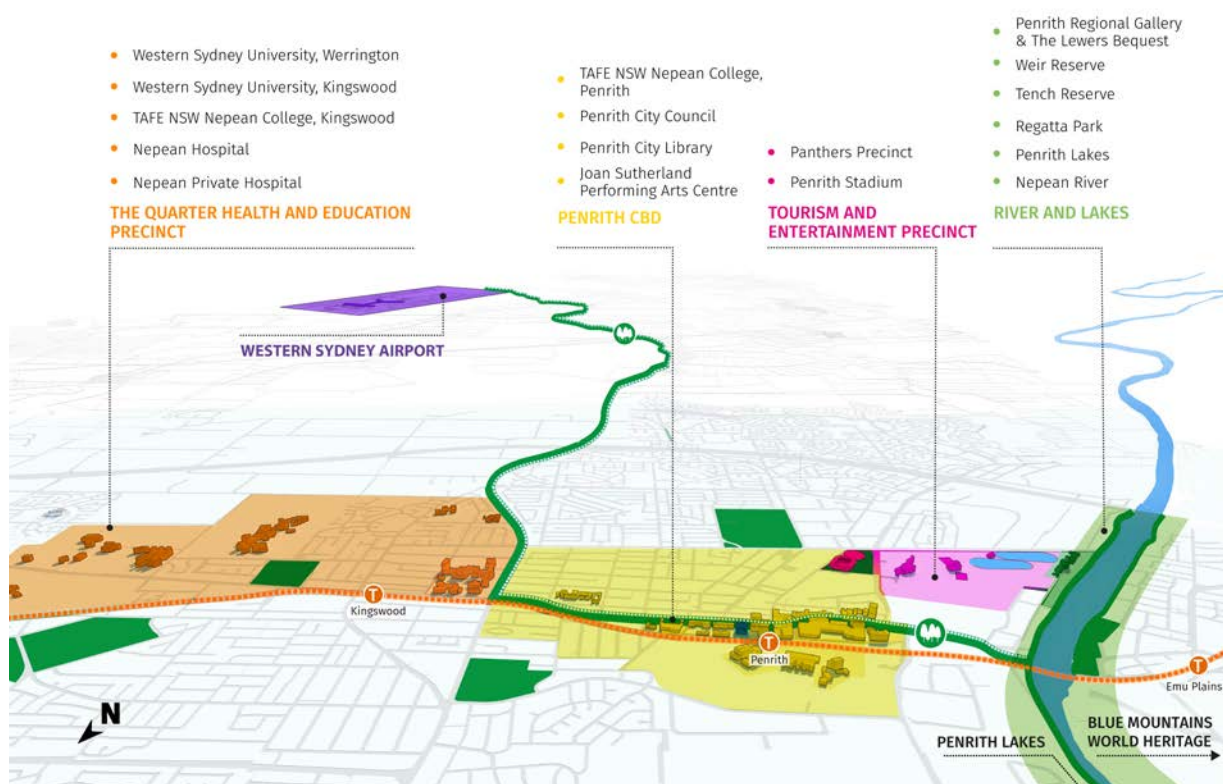 Western Sydney University, Werrington
Western Sydney University, Kingswood
TAFE NSW Nepean College, Kingswood
Nepean Hospital
Nepean Private Hospital
THE QUARTER HEALTH AND EDUCATION
PRECINCT
TAFE NSW Nepean College,
Penrith
Penrith City Council
Penrith City Library
Joan Sutherland
Performing Arts Centre
PENRITH CBD
Panthers Precinct
Penrith Stadium
TOURISM AND
ENTERTAINMENT PRECINCT
Penrith Regional Gallery
& The Lewers Bequest
Weir Reserve
Tench Reserve
Regatta Park
Penrith Lakes
Nepean River
RIVER AND LAKES
WESTERN SYDNEY AIRPORT
T
Kingswood
T
Penrith
T
Emu Plains
N
PENRITH LAKES
BLUE MOUNTAINS
WORLD HERITAGE